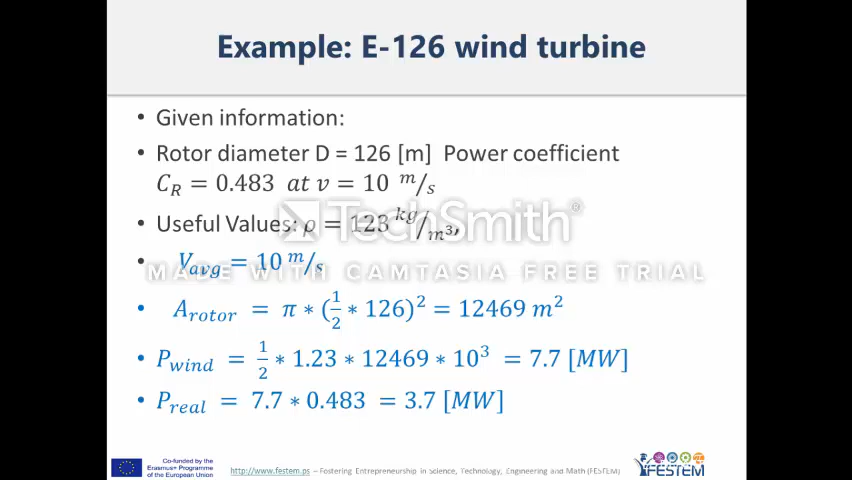 Example: E-126 wind turbine
• Given information:
• Rotor diameter D = 126 [m] Power coefficient
C_R = 0.483 at v = 10 m/s
• Useful Values: ρ = 123 kg/m³,
TechSmith®
• V_avg = 10 m/s
MADE WITH CAMTASIA FREE TRIAL
• A_rotor = π * (1/2 * 126)² = 12469 m²
• P_wind = 1/2 * 1.23 * 12469 * 10³ = 7.7 [MW]
• P_real = 7.7 * 0.483 = 3.7 [MW]
Co-funded by the
Erasmus+ Programme
of the European Union
http://www.festem.ps – Fostering Entrepreneurship in Science, Technology, Engineering and Math (FESTEM)
FESTEM